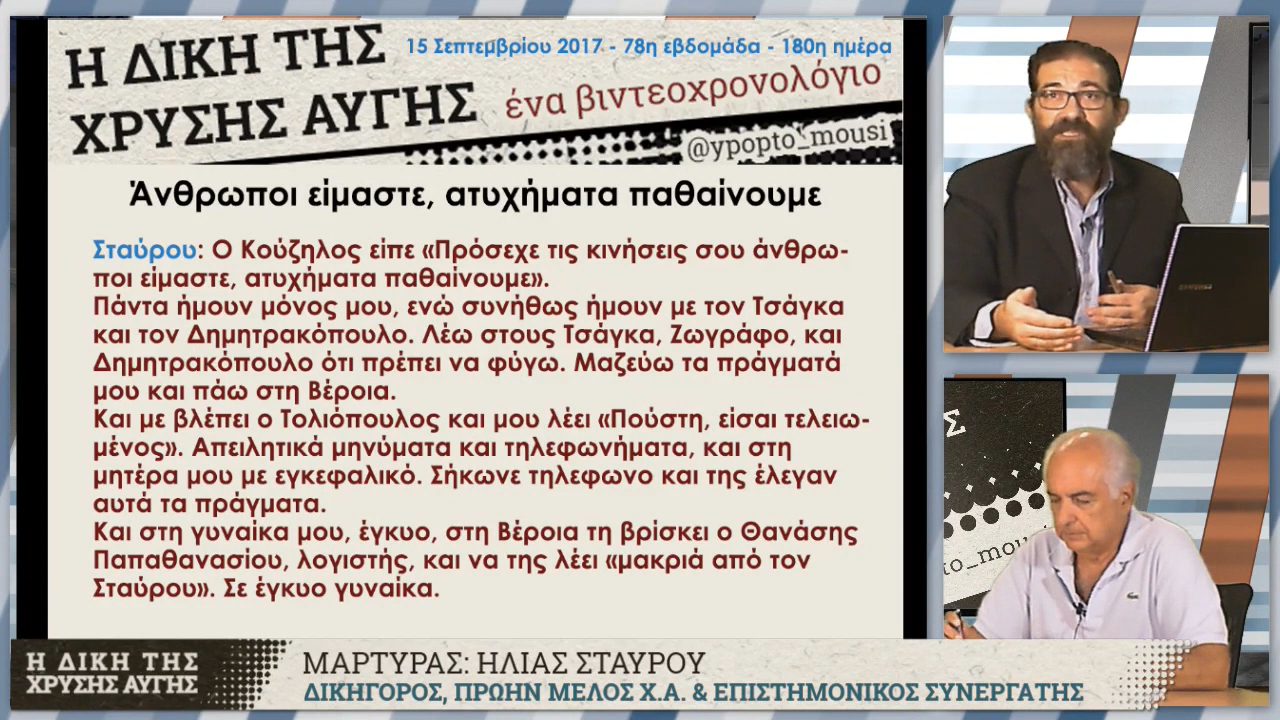 Η ΔΙΚΗ ΤΗΣ
ΧΡΥΣΗΣ ΑΥΓΗΣ
15 Σεπτεμβρίου 2017 - 78η εβδομάδα - 180η ημέρα
ένα βιντεοχρονολόγιο
@ypopto_mousi
Άνθρωποι είμαστε, ατυχήματα παθαίνουμε
Σταύρου: Ο Κούζηλος είπε «Πρόσεχε τις κινήσεις σου άνθρω-
ποι είμαστε, ατυχήματα παθαίνουμε».
Πάντα ήμουν μόνος μου, ενώ συνήθως ήμουν με τον Τσάγκα
και τον Δημητρακόπουλο. Λέω στους Τσάγκα, Ζωγράφο, και
Δημητρακόπουλο ότι πρέπει να φύγω. Μαζεύω τα πράγματά
μου και πάω στη Βέροια.
Και με βλέπει ο Τολιόπουλος και μου λέει «Πούστη, είσαι τελειω-
μένος». Απειλητικά μηνύματα και τηλεφωνήματα, και στη
μητέρα μου με εγκεφαλικό. Σήκωνε τηλεφωνο και της έλεγαν
αυτά τα πράγματα.
Και στη γυναίκα μου, έγκυο, στη Βέροια τη βρίσκει ο Θανάσης
Παπαθανασίου, λογιστής, και να της λέει «μακριά από τον
Σταύρου». Σε έγκυο γυναίκα.
SAMSUNG
Σ
to_mou
Η ΔΙΚΗ ΤΗΣ
ΧΡΥΣΗΣ ΑΥΓΗΣ
ΜΑΡΤΥΡΑΣ: ΗΛΙΑΣ ΣΤΑΥΡΟΥ
ΔΙΚΗΓΟΡΟΣ, ΠΡΩΗΝ ΜΕΛΟΣ Χ.Α. & ΕΠΙΣΤΗΜΟΝΙΚΟΣ ΣΥΝΕΡΓΑΤΗΣ